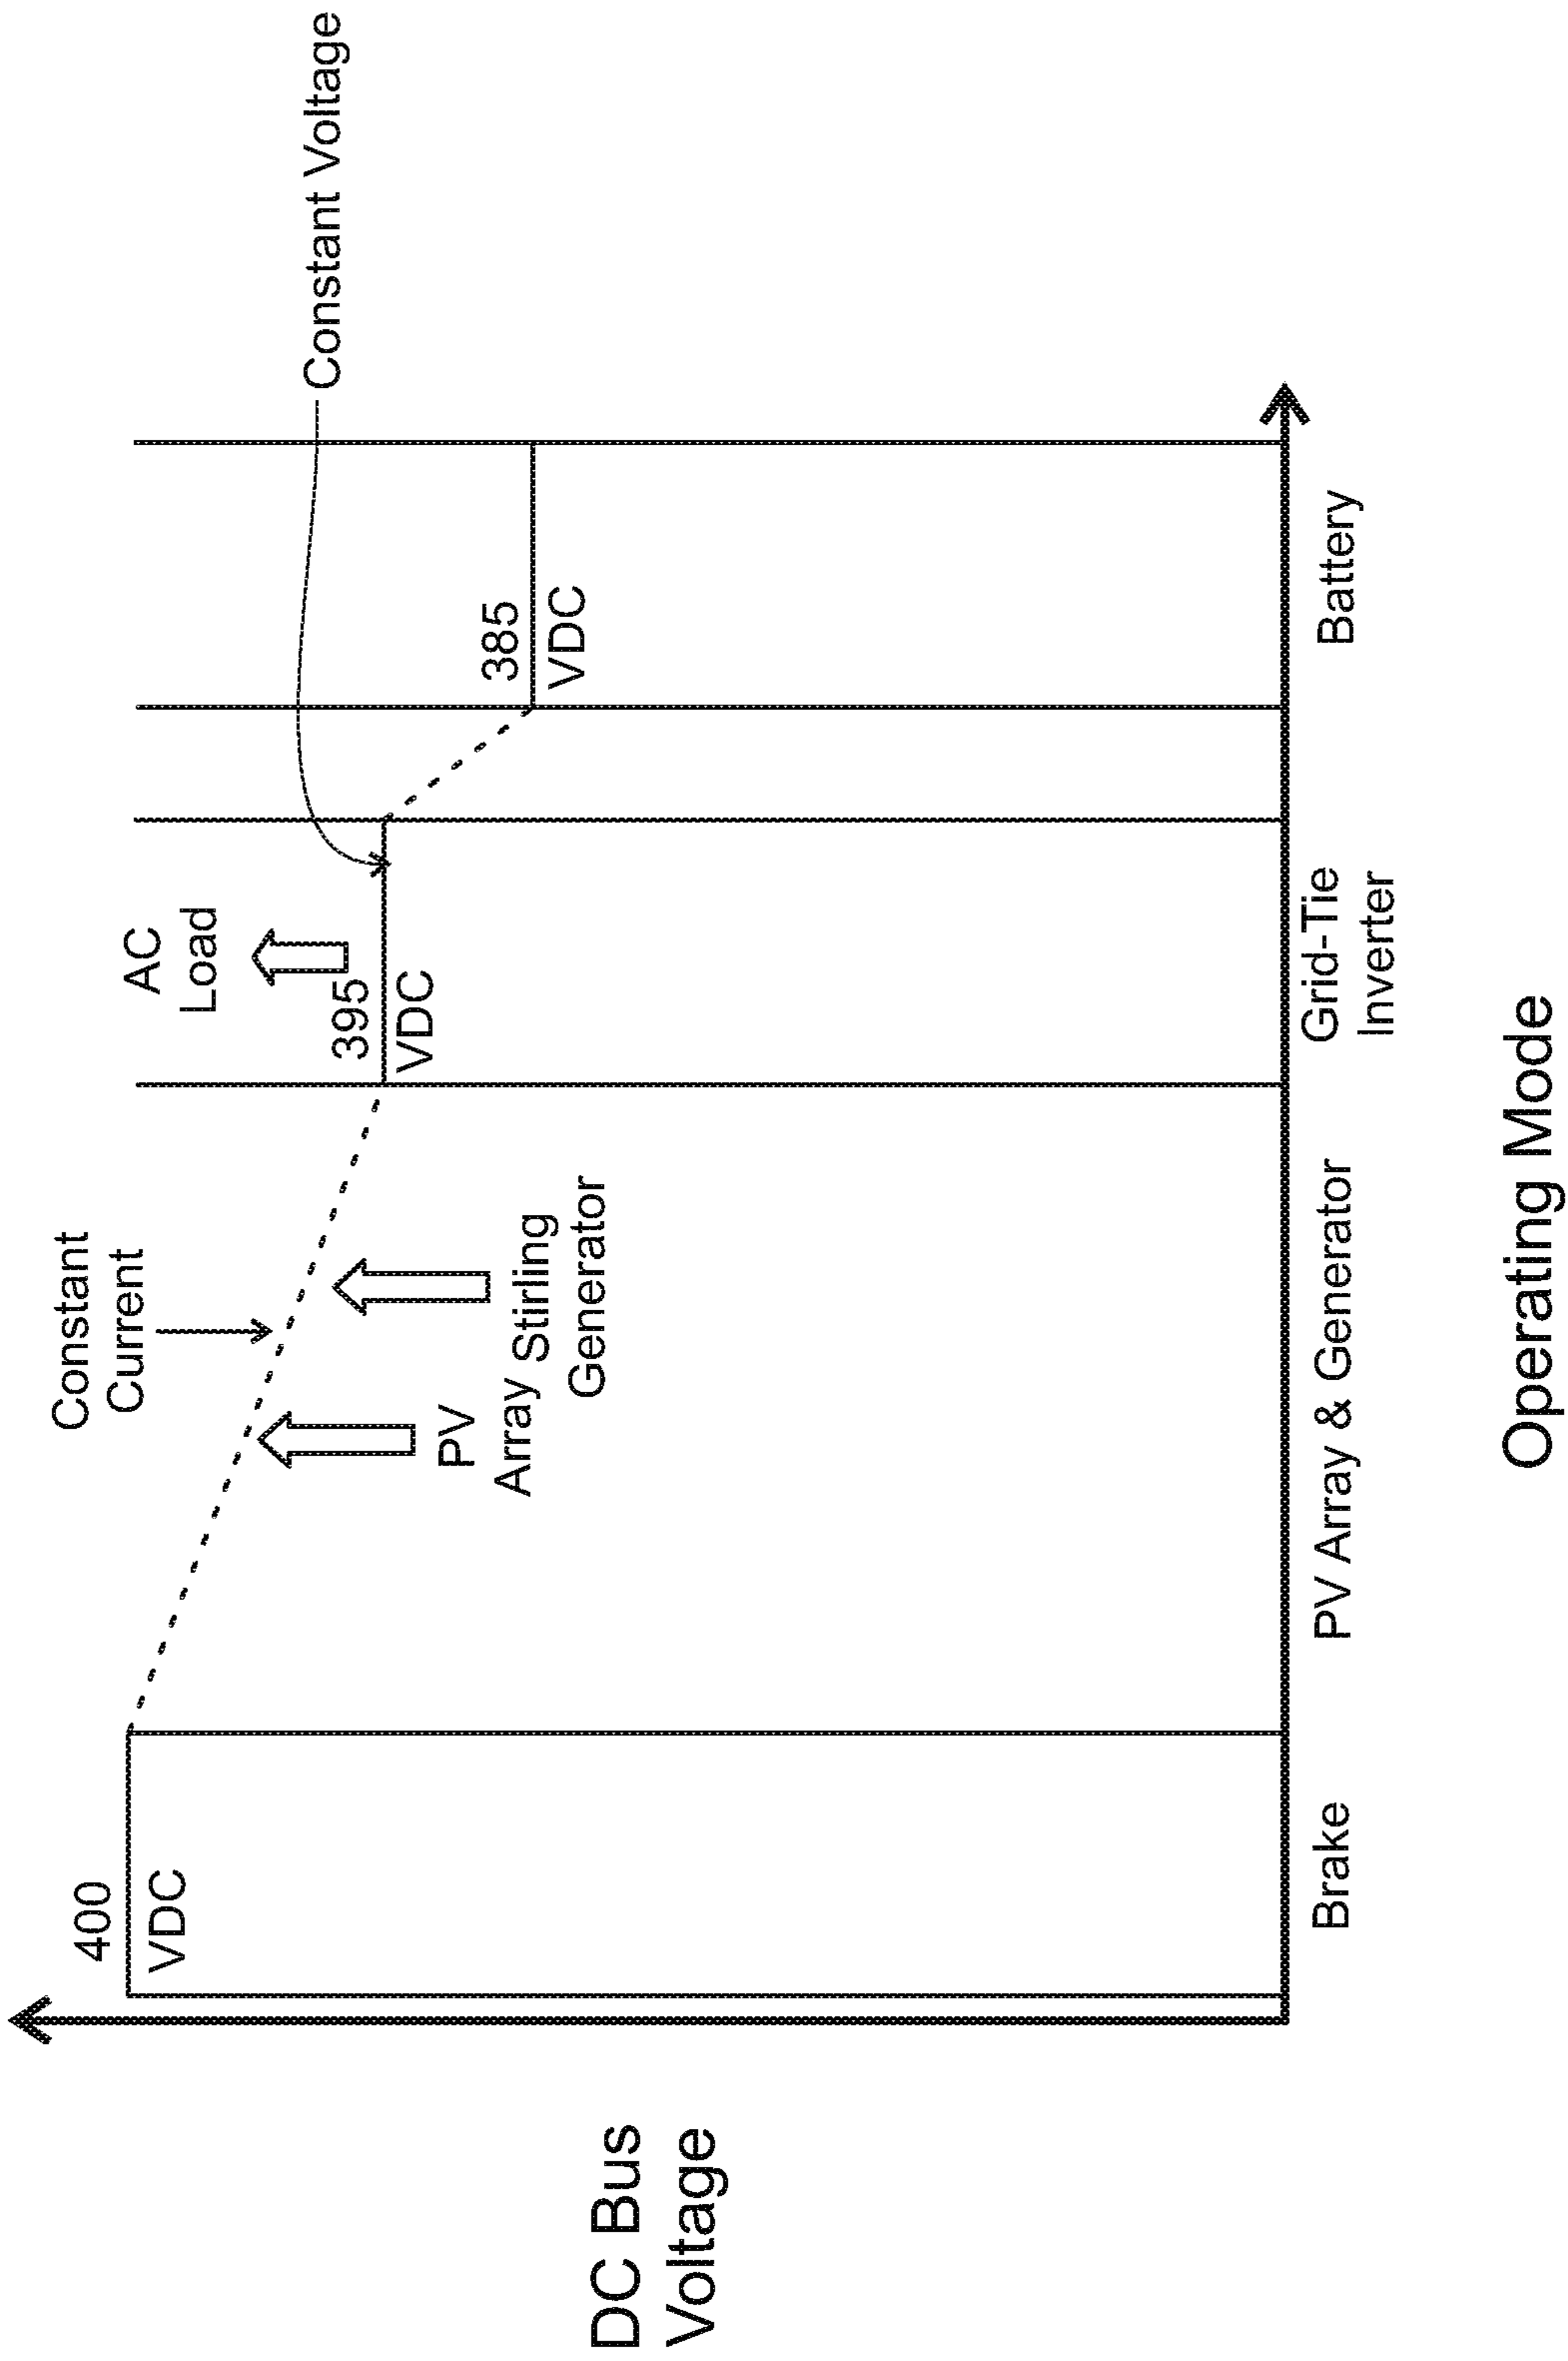 DC Bus
Voltage
400
VDC
Constant
Current
PV
Array
Stirling
Generator
AC
Load
395
VDC
Constant Voltage
385
VDC
Brake
PV Array & Generator
Grid-Tie
Inverter
Battery
Operating Mode